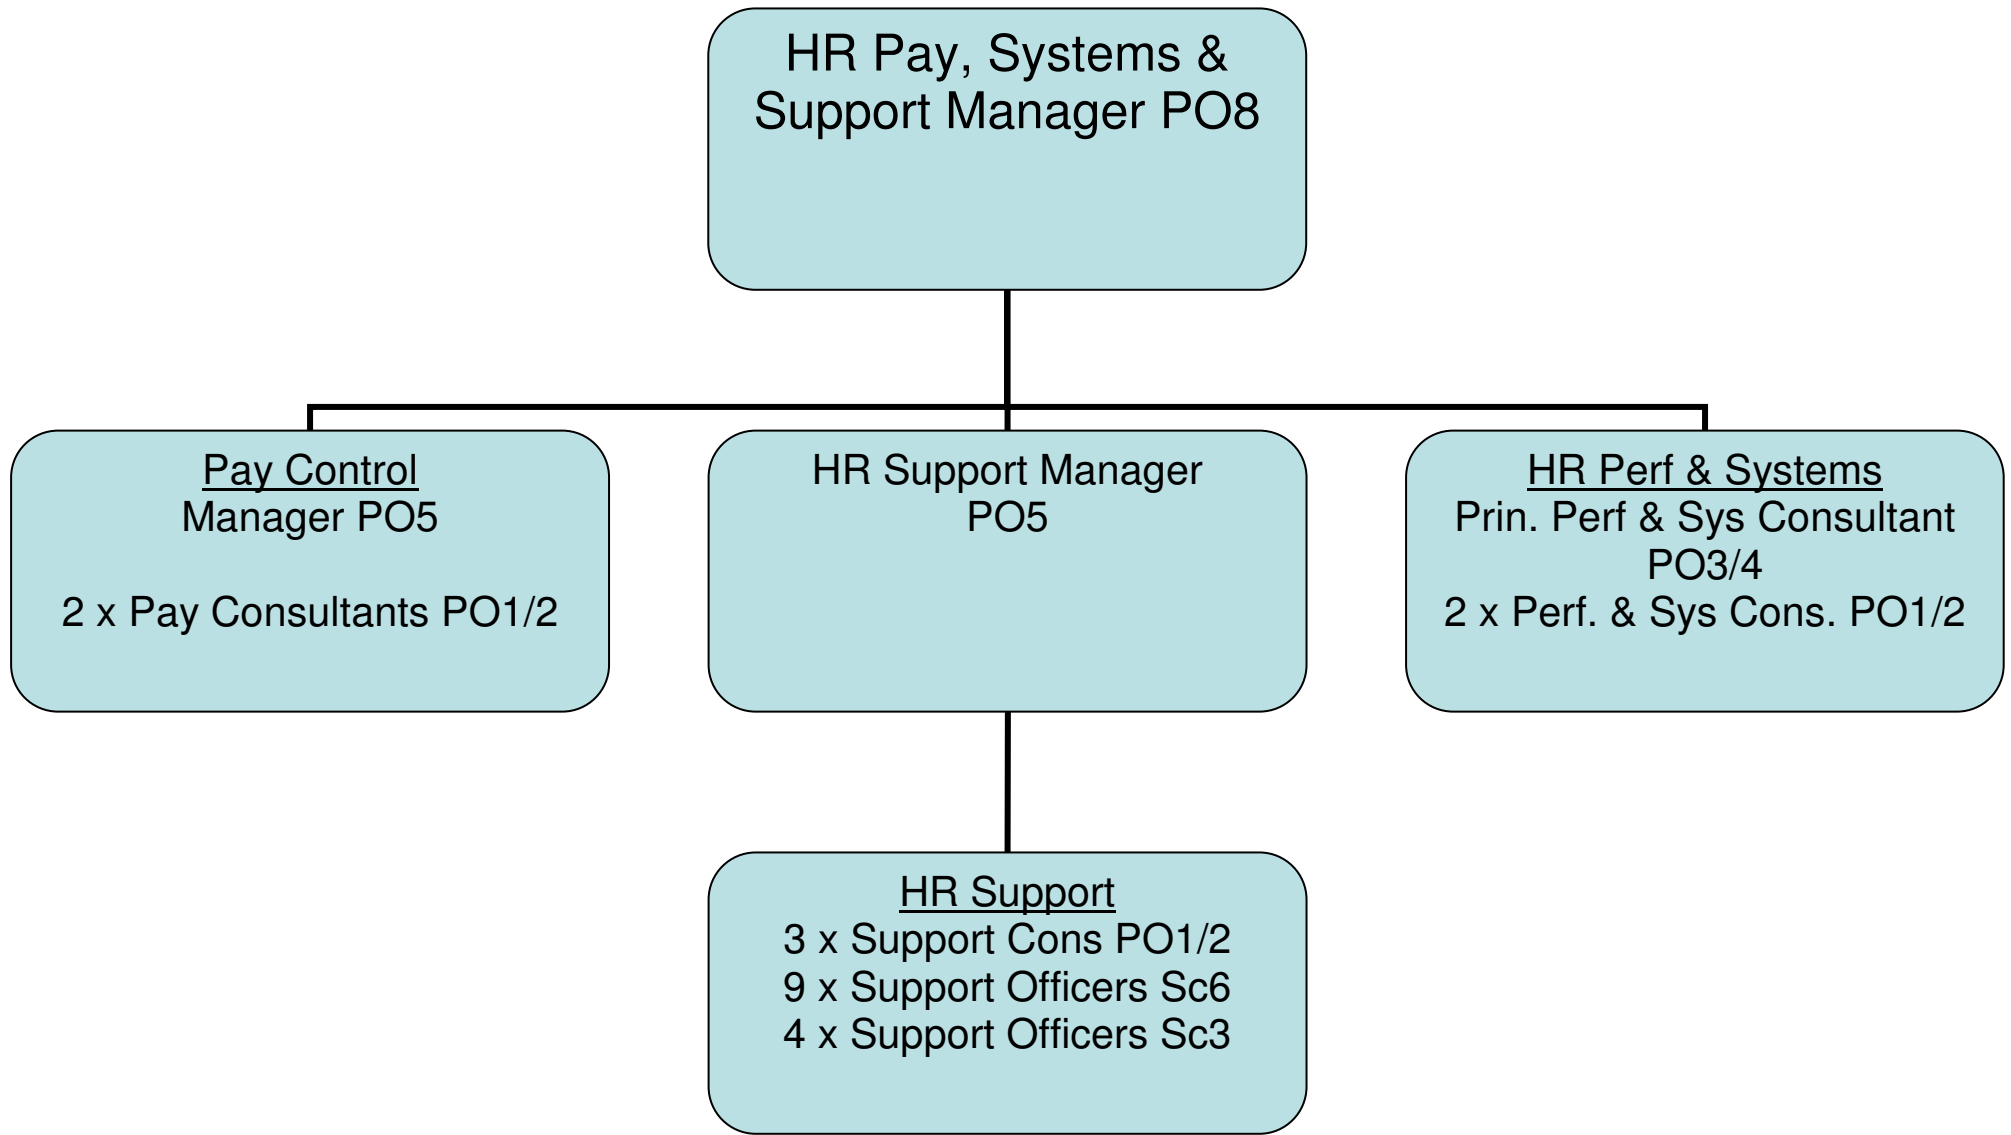 HR Pay, Systems &
Support Manager PO8
Pay Control
Manager PO5
2 x Pay Consultants PO1/2
HR Support Manager
PO5
HR Perf & Systems
Prin. Perf & Sys Consultant
PO3/4
2 x Perf. & Sys Cons. PO1/2
HR Support
3 x Support Cons PO1/2
9 x Support Officers Sc6
4 x Support Officers Sc3